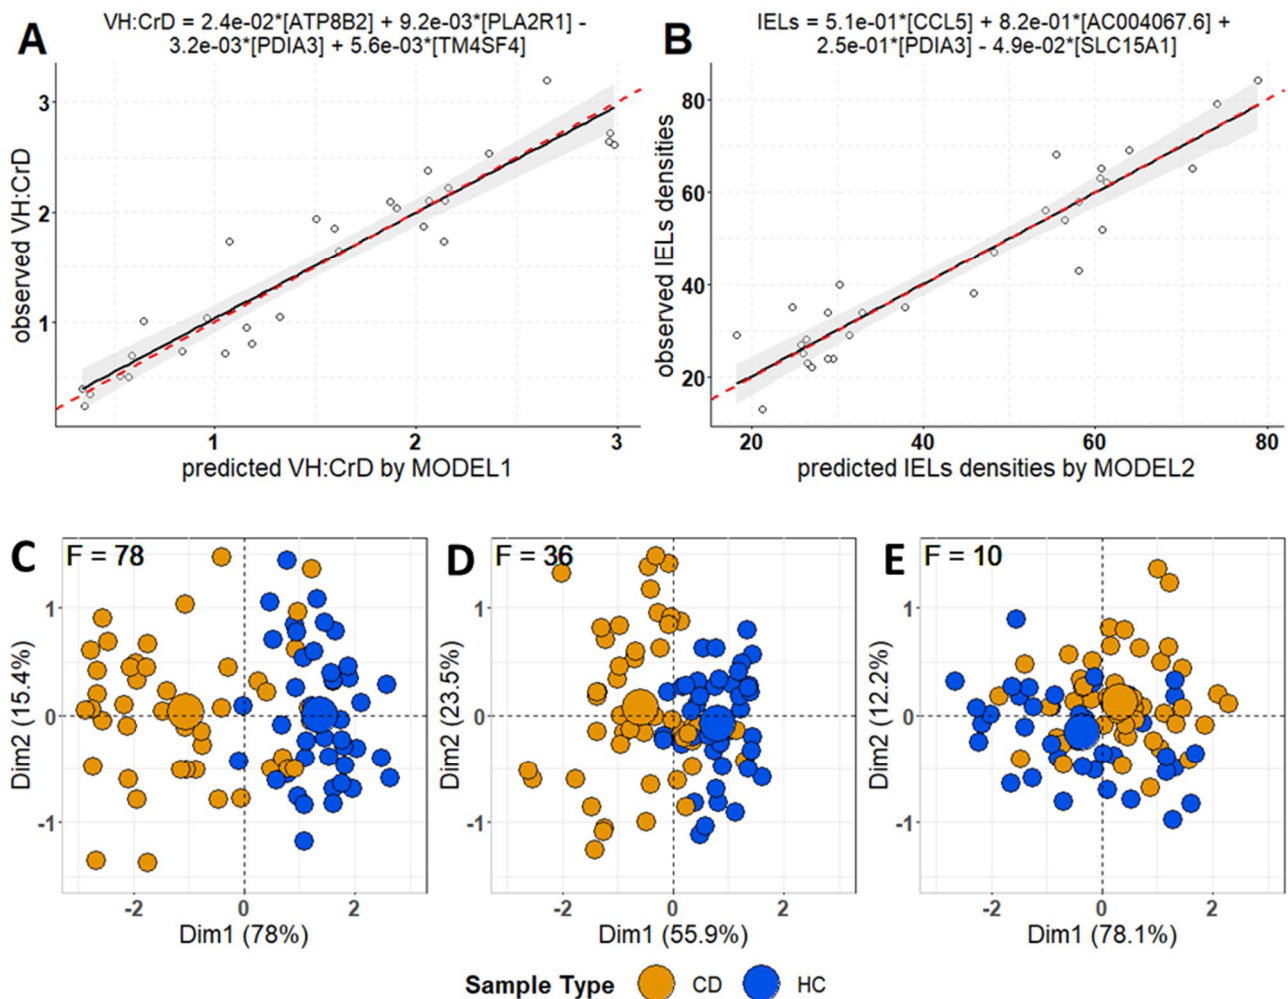 A
VH:CrD = 2.4e-02*[ATP8B2] + 9.2e-03*[PLA2R1] -
3.2e-03*[PDIA3] + 5.6e-03*[TM4SF4]
observed VH:CrD
3
2
1
1 2 3
predicted VH:CrD by MODEL1
B
IELs = 5.1e-01*[CCL5] + 8.2e-01*[AC004067.6] +
2.5e-01*[PDIA3] - 4.9e-02*[SLC15A1]
observed IELs densities
80
60
40
20
20 40 60 80
predicted IELs densities by MODEL2
C
F = 78
Dim2 (15.4%)
1
0
-1
-2 0 2
Dim1 (78%)
D
F = 36
Dim2 (23.5%)
1
0
-1
-2 0 2
Dim1 (55.9%)
E
F = 10
Dim2 (12.2%)
1
0
-1
-2 0 2
Dim1 (78.1%)
Sample Type CD HC